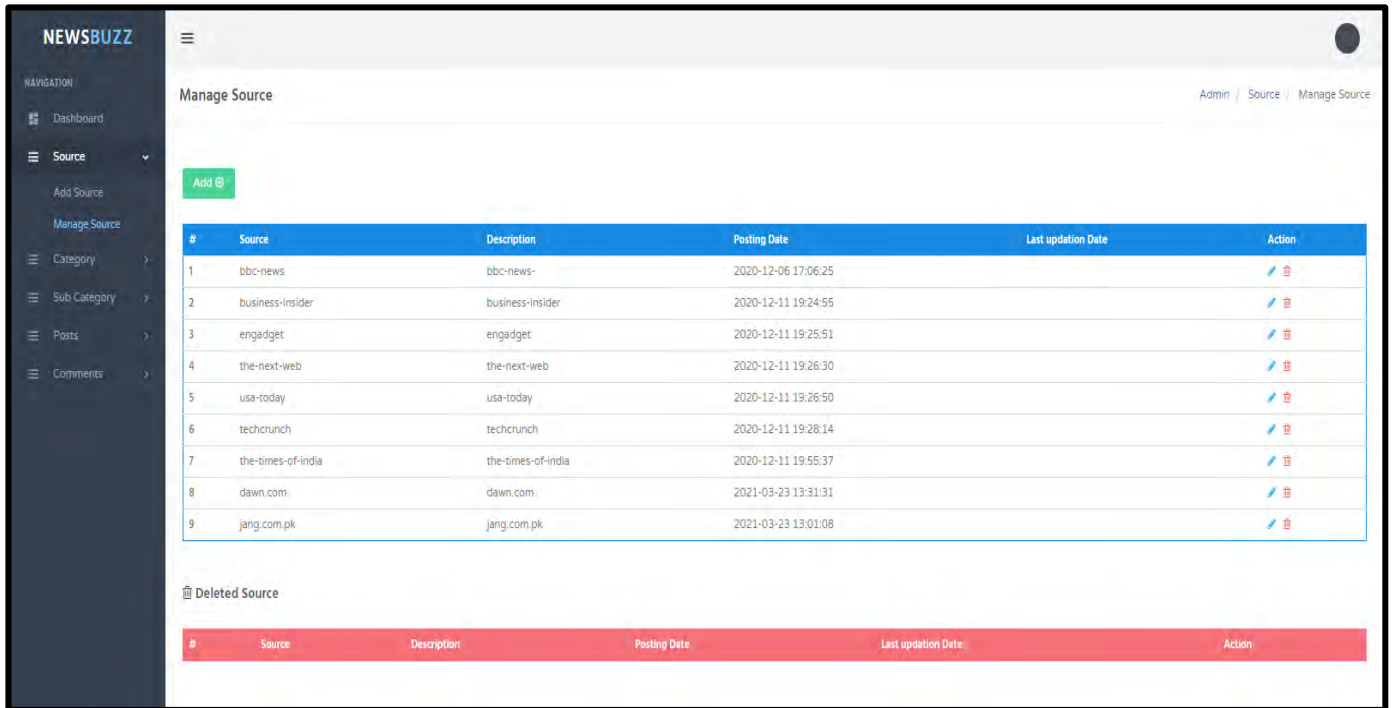 NEWSBUZZ
NAVIGATION
Dashboard
Source
Add Source
Manage Source
Category
Sub Category
Posts
Comments
Manage Source
Admin / Source / Manage Source
Add
# Source Description Posting Date Last updation Date Action
1 bbc-news bbc-news- 2020-12-06 17:06:25
2 business-insider business-insider 2020-12-11 19:24:55
3 engadget engadget 2020-12-11 19:25:51
4 the-next-web the-next-web 2020-12-11 19:26:30
5 usa-today usa-today 2020-12-11 19:26:50
6 techcrunch techcrunch 2020-12-11 19:28:14
7 the-times-of-india the-times-of-india 2020-12-11 19:55:37
8 dawn.com dawn.com 2021-03-23 13:31:31
9 jang.com.pk jang.com.pk 2021-03-23 13:01:08
Deleted Source
# Source Description Posting Date Last updation Date Action